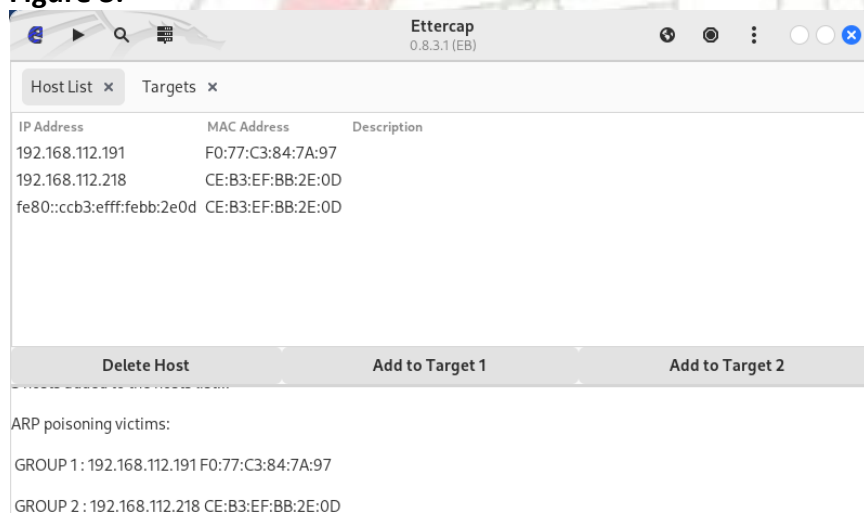 Ettercap
0.8.3.1 (EB)
Host List × Targets ×
IP Address MAC Address Description
192.168.112.191 F0:77:C3:84:7A:97
192.168.112.218 CE:B3:EF:BB:2E:0D
fe80::ccb3:efff:febb:2e0d CE:B3:EF:BB:2E:0D
Delete Host Add to Target 1 Add to Target 2
ARP poisoning victims:
GROUP 1 : 192.168.112.191 F0:77:C3:84:7A:97
GROUP 2 : 192.168.112.218 CE:B3:EF:BB:2E:0D